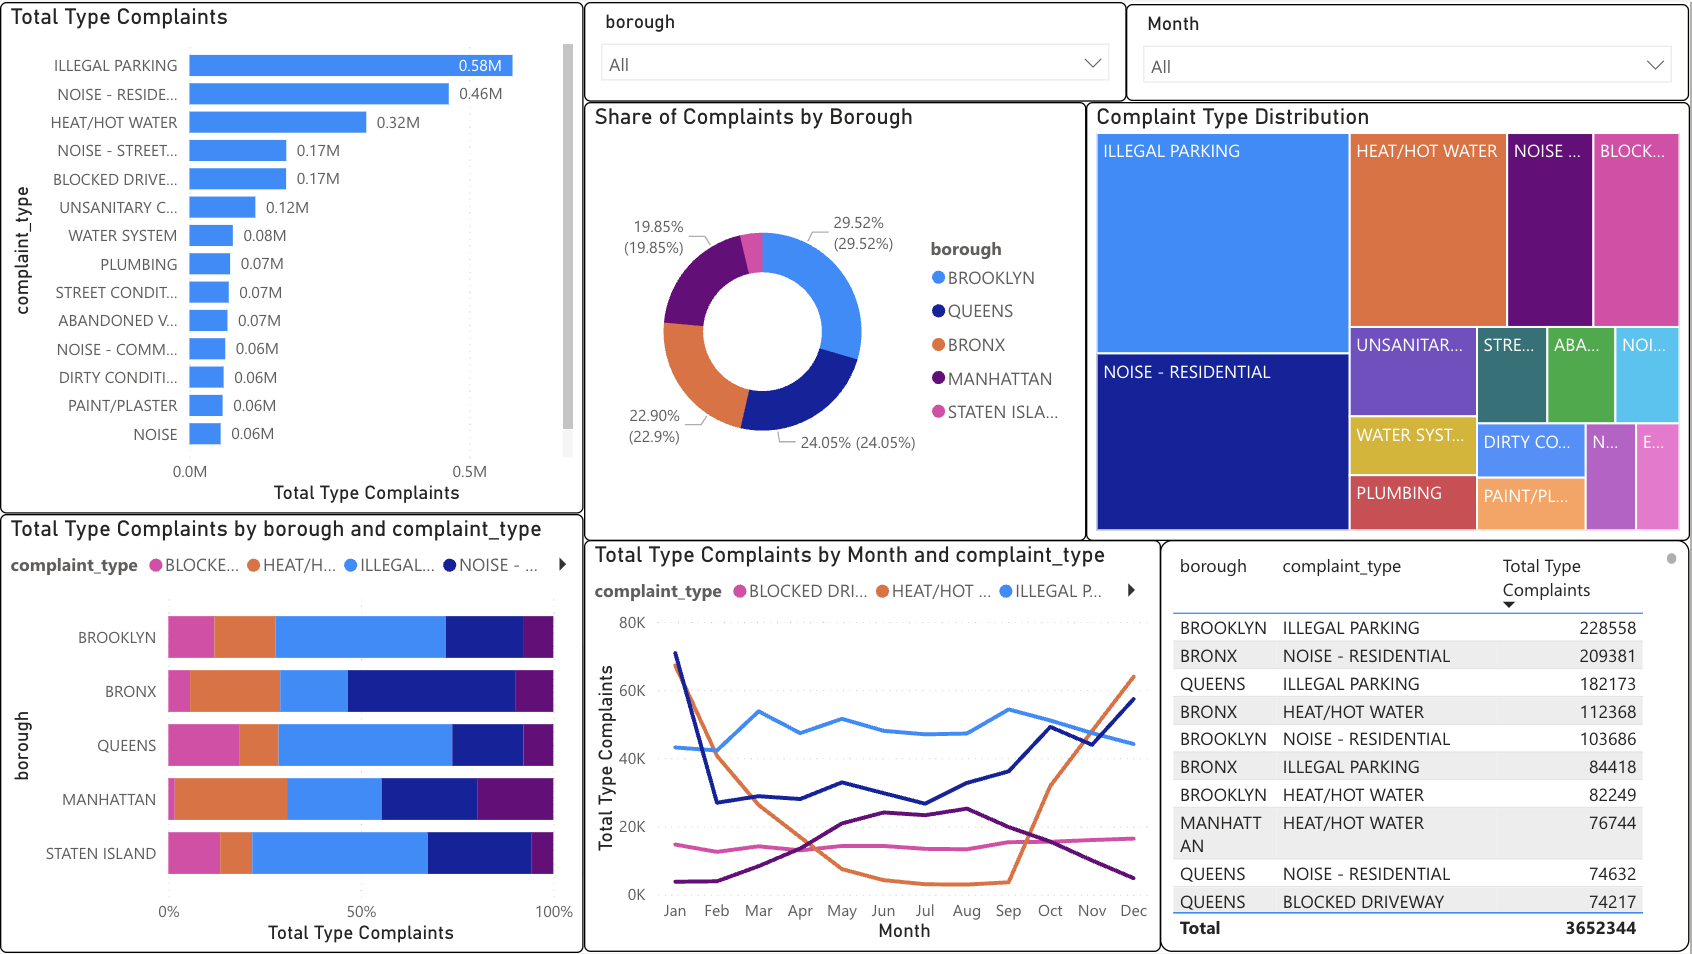 Total Type Complaints
complaint_type
ILLEGAL PARKING 0.58M
NOISE - RESIDE... 0.46M
HEAT/HOT WATER 0.32M
NOISE - STREET... 0.17M
BLOCKED DRIVE... 0.17M
UNSANITARY C... 0.12M
WATER SYSTEM 0.08M
PLUMBING 0.07M
STREET CONDIT... 0.07M
ABANDONED V... 0.07M
NOISE - COMM... 0.06M
DIRTY CONDITI... 0.06M
PAINT/PLASTER 0.06M
NOISE 0.06M
0.0M 0.5M
Total Type Complaints
borough
All
Month
All
Share of Complaints by Borough
19.85%
(19.85%)
29.52%
(29.52%)
22.90%
(22.9%)
24.05% (24.05%)
borough
BROOKLYN
QUEENS
BRONX
MANHATTAN
STATEN ISLA...
Complaint Type Distribution
ILLEGAL PARKING
HEAT/HOT WATER
NOISE ...
BLOCK...
NOISE - RESIDENTIAL
UNSANITAR...
STRE...
ABA...
NOI...
WATER SYST...
DIRTY CO...
N...
E...
PLUMBING
PAINT/PL...
Total Type Complaints by borough and complaint_type
complaint_type BLOCKE... HEAT/H... ILLEGAL... NOISE - ...
borough
BROOKLYN
BRONX
QUEENS
MANHATTAN
STATEN ISLAND
0% 50% 100%
Total Type Complaints
Total Type Complaints by Month and complaint_type
complaint_type BLOCKED DRI... HEAT/HOT ... ILLEGAL P...
Total Type Complaints
80K
60K
40K
20K
0K
Jan Feb Mar Apr May Jun Jul Aug Sep Oct Nov Dec
Month
borough complaint_type Total Type
Complaints
BROOKLYN ILLEGAL PARKING 228558
BRONX NOISE - RESIDENTIAL 209381
QUEENS ILLEGAL PARKING 182173
BRONX HEAT/HOT WATER 112368
BROOKLYN NOISE - RESIDENTIAL 103686
BRONX ILLEGAL PARKING 84418
BROOKLYN HEAT/HOT WATER 82249
MANHATT HEAT/HOT WATER 76744
AN
QUEENS NOISE - RESIDENTIAL 74632
QUEENS BLOCKED DRIVEWAY 74217
Total 3652344